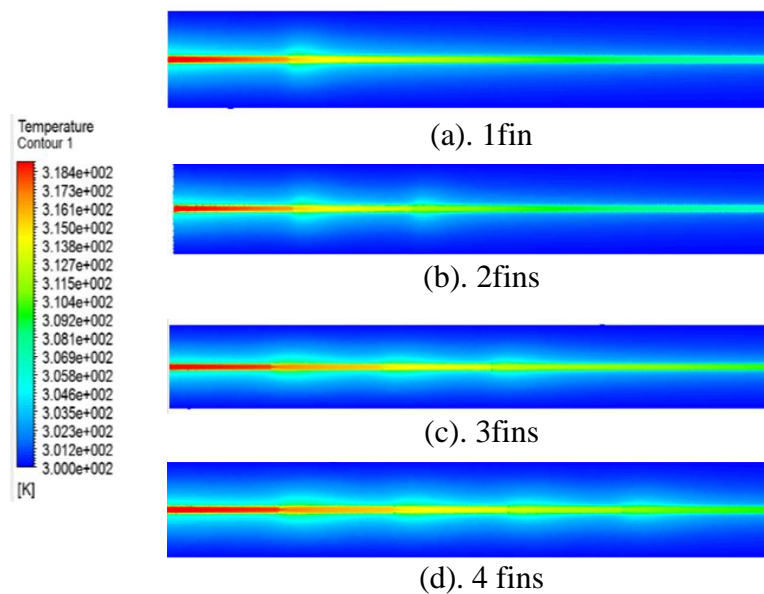 (a). 1fin
Temperature
Contour 1
3.184e+002
3.173e+002
3.161e+002
3.150e+002
3.138e+002
3.127e+002
3.115e+002
3.104e+002
3.092e+002
3.081e+002
3.069e+002
3.058e+002
3.046e+002
3.035e+002
3.023e+002
3.012e+002
3.000e+002
[K]
(b). 2fins
(c). 3fins
(d). 4 fins